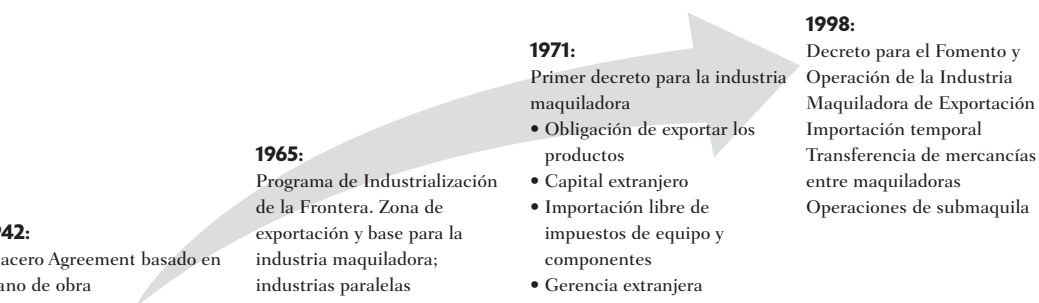 942:
acero Agreement basado en
ano de obra
1965:
Programa de Industrialización
de la Frontera. Zona de
exportación y base para la
industria maquiladora;
industrias paralelas
1971:
Primer decreto para la industria
maquiladora
• Obligación de exportar los
productos
• Capital extranjero
• Importación libre de
impuestos de equipo y
componentes
• Gerencia extranjera
1998:
Decreto para el Fomento y
Operación de la Industria
Maquiladora de Exportación
Importación temporal
Transferencia de mercancías
entre maquiladoras
Operaciones de submaquila